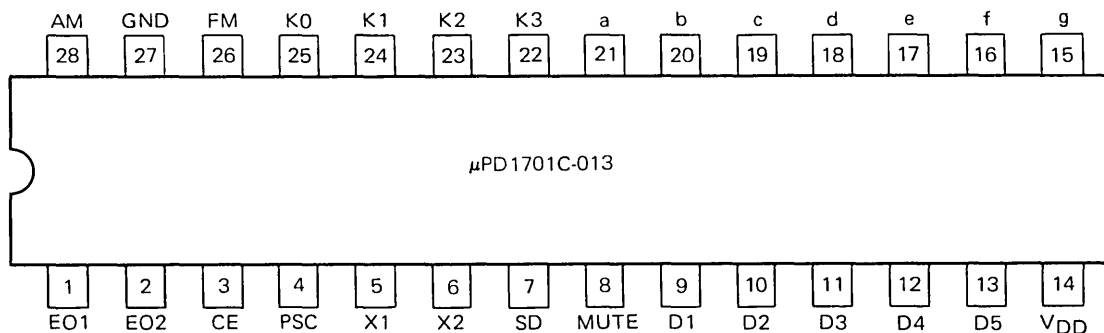 AM GND FM K0 K1 K2 K3 a b c d e f g
28 27 26 25 24 23 22 21 20 19 18 17 16 15
μPD1701C-013
1 2 3 4 5 6 7 8 9 10 11 12 13 14
EO1 EO2 CE PSC X1 X2 SD MUTE D1 D2 D3 D4 D5 VDD